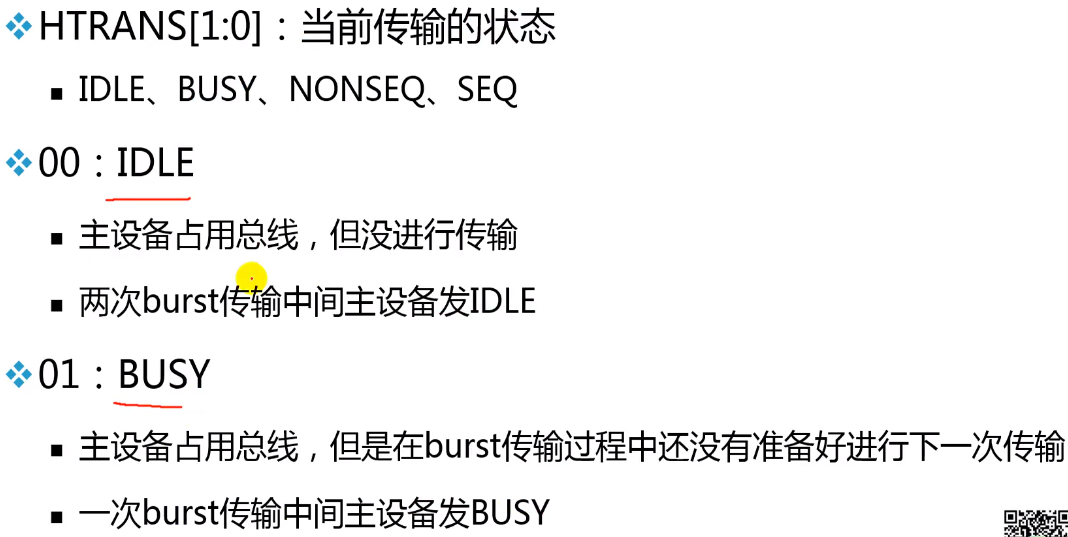 HTRANS[1:0]：当前传输的状态
IDLE、BUSY、NONSEQ、SEQ
00：IDLE
主设备占用总线，但没进行传输
两次burst传输中间主设备发IDLE
01：BUSY
主设备占用总线，但是在burst传输过程中还没有准备好进行下一次传输
一次burst传输中间主设备发BUSY